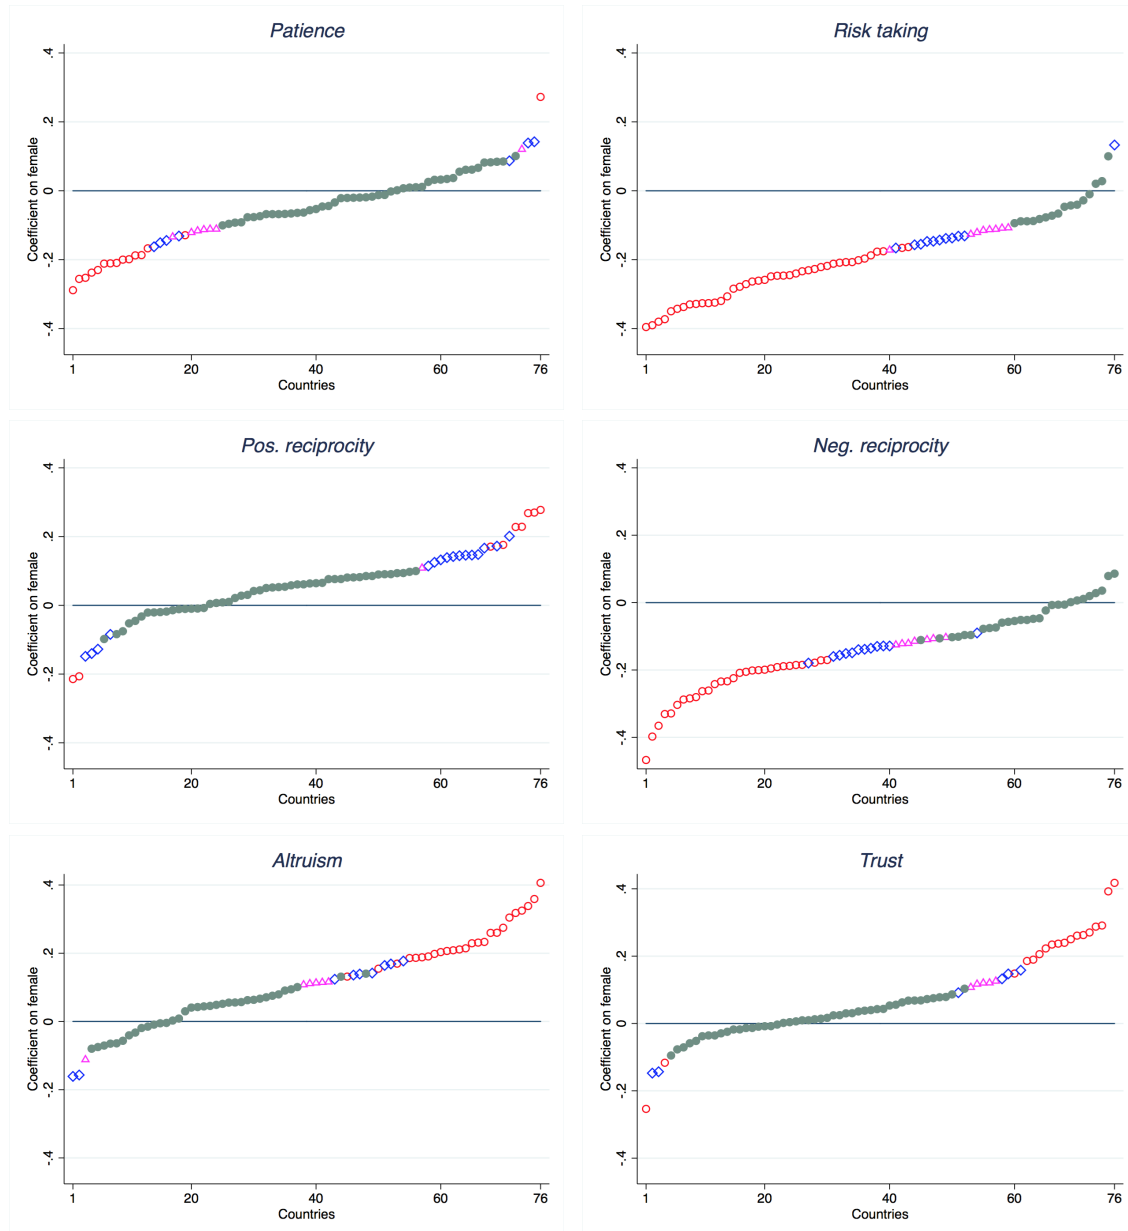 Patience
Coefficient on female
.4
.2
0
-.2
-.4
1 20 40 60 76
Countries
Risk taking
Coefficient on female
.4
.2
0
-.2
-.4
1 20 40 60 76
Countries
Pos. reciprocity
Coefficient on female
.4
.2
0
-.2
-.4
1 20 40 60 76
Countries
Neg. reciprocity
Coefficient on female
.4
.2
0
-.2
-.4
1 20 40 60 76
Countries
Altruism
Coefficient on female
.4
.2
0
-.2
-.4
1 20 40 60 76
Countries
Trust
Coefficient on female
.4
.2
0
-.2
-.4
1 20 40 60 76
Countries